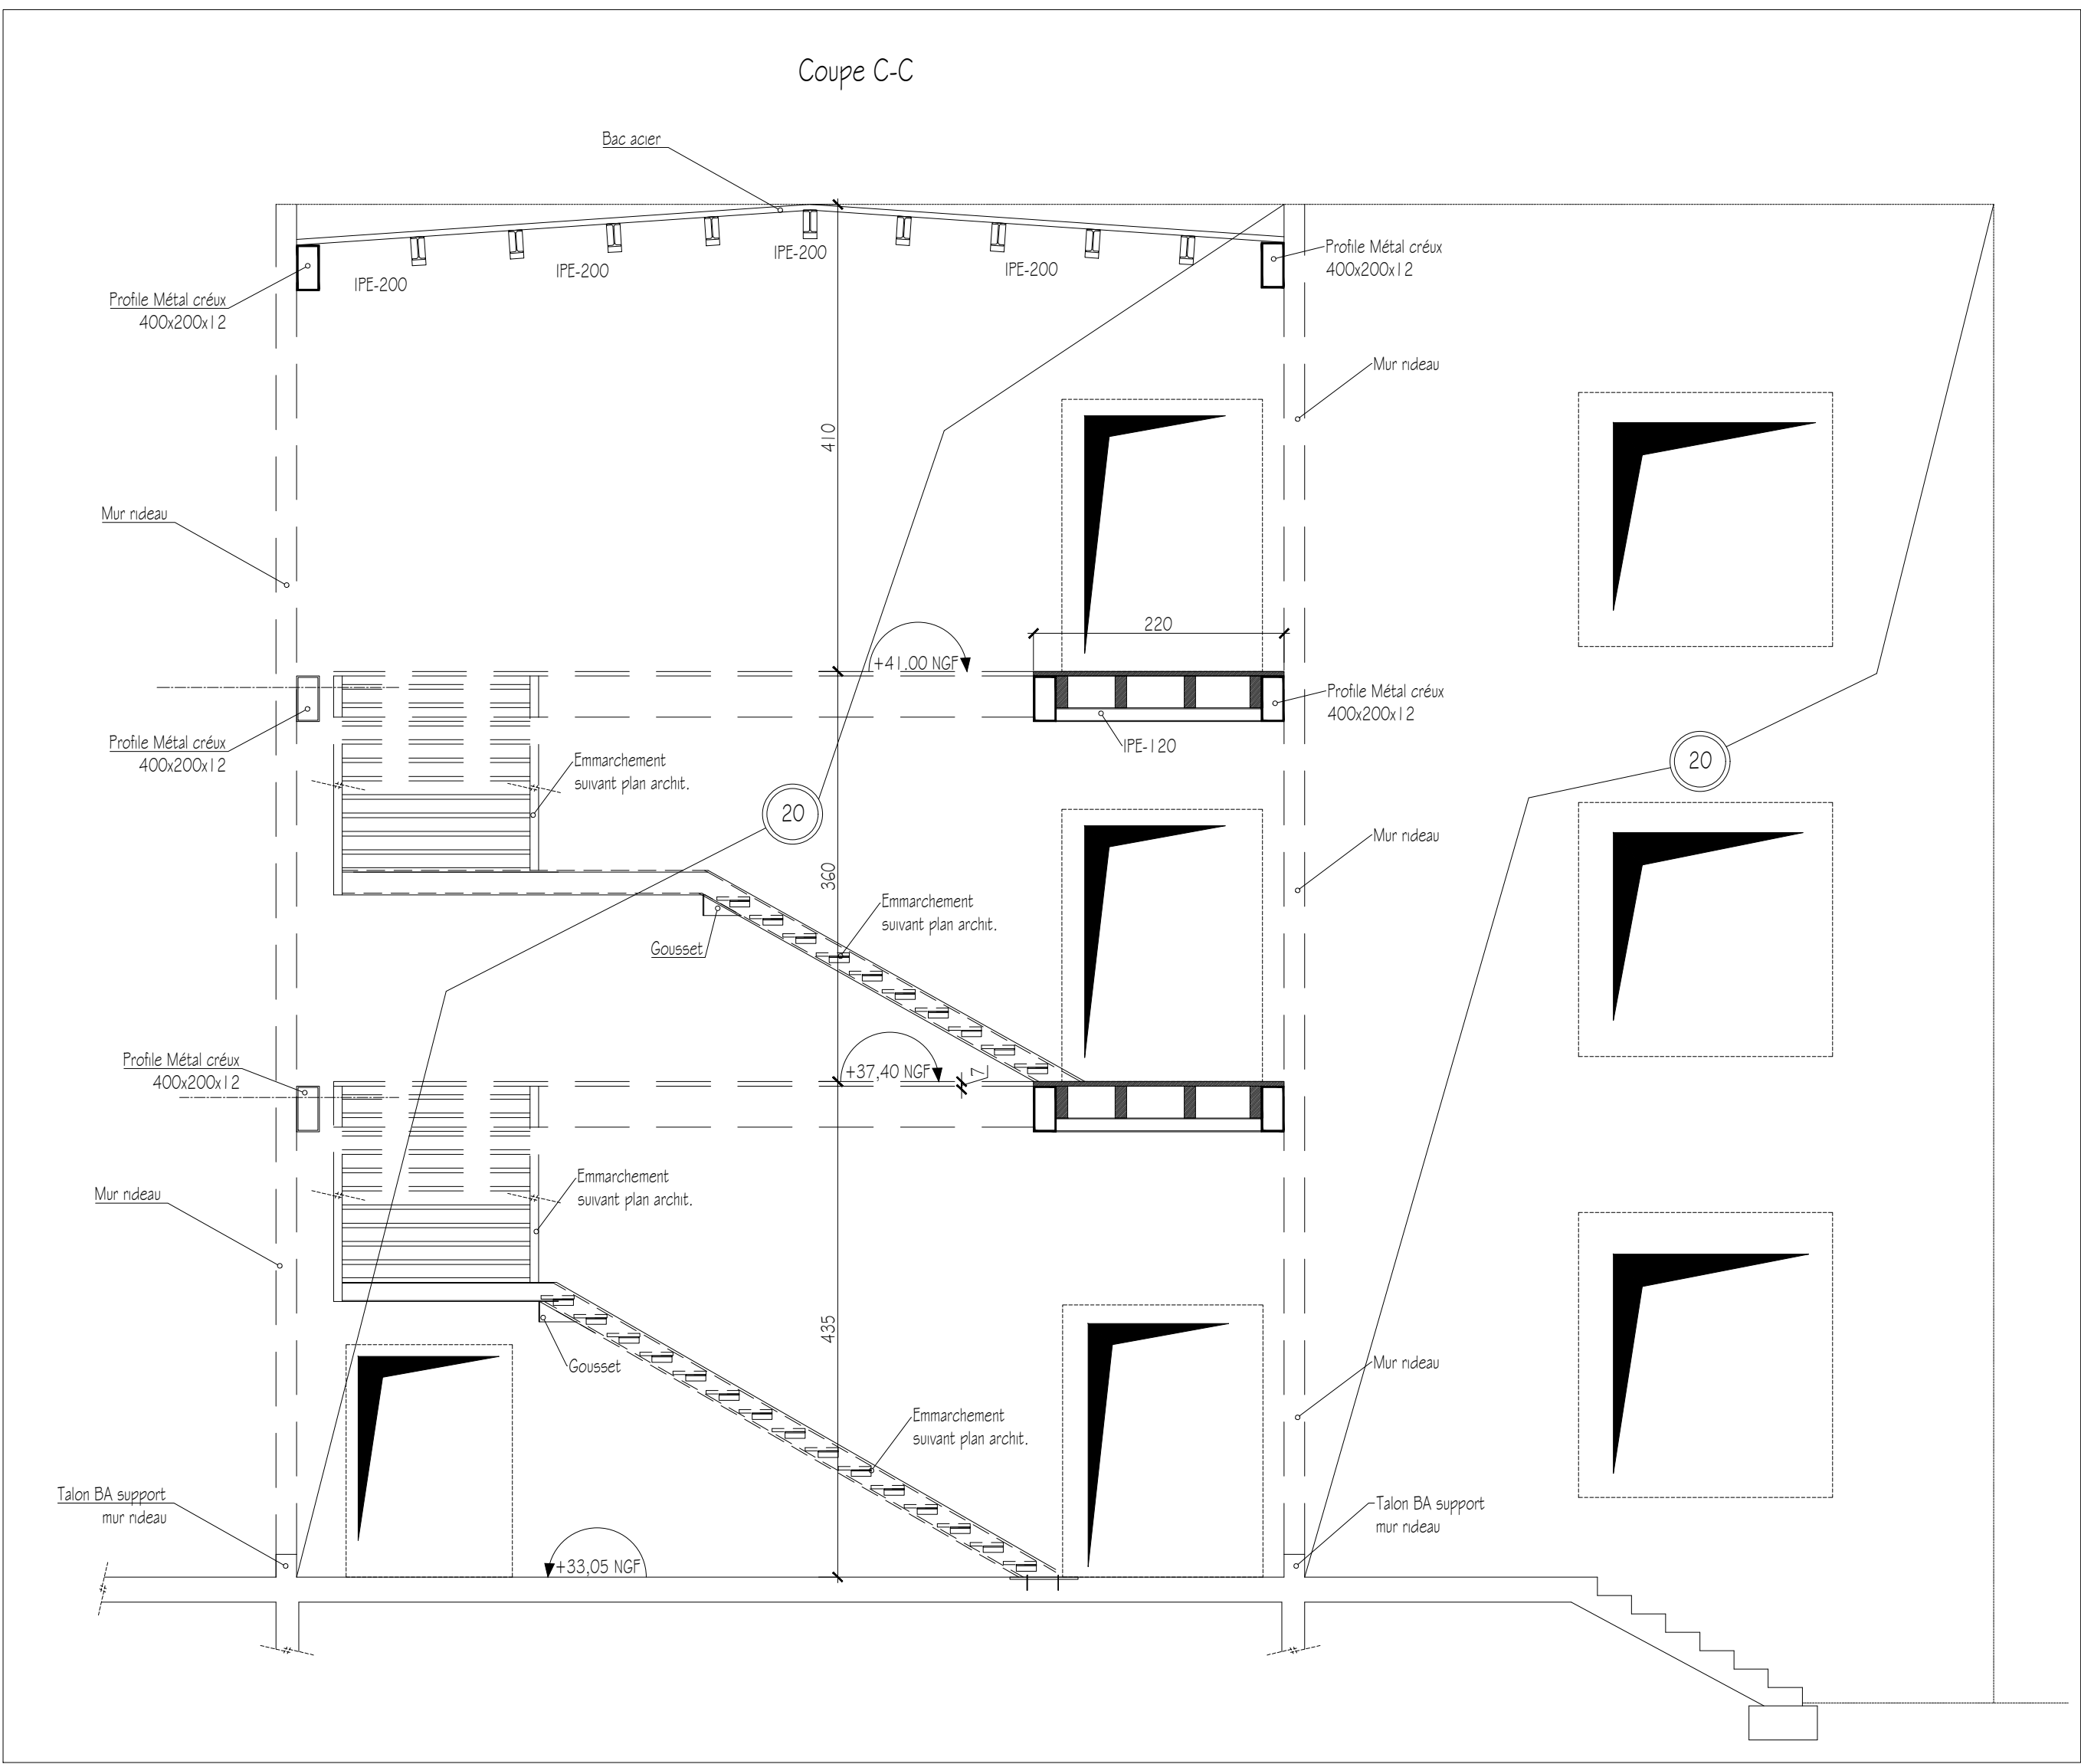 Coupe C-C
Bac acier
IPE-200
Profile Métal créux
400x200x12
IPE-200
IPE-200
IPE-200
Profile Métal créux
400x200x12
Mur rideau
410
Mur rideau
220
+41.00 NGF
Profile Métal créux
400x200x12
IPE-120
Profile Métal créux
400x200x12
Emmarchement
suivant plan archit.
20
20
Mur rideau
360
Emmarchement
suivant plan archit.
Gousset
Profile Métal créux
400x200x12
+37,40 NGF
7
Emmarchement
suivant plan archit.
Mur rideau
435
Gousset
Mur rideau
Emmarchement
suivant plan archit.
Talon BA support
mur rideau
Talon BA support
mur rideau
+33,05 NGF